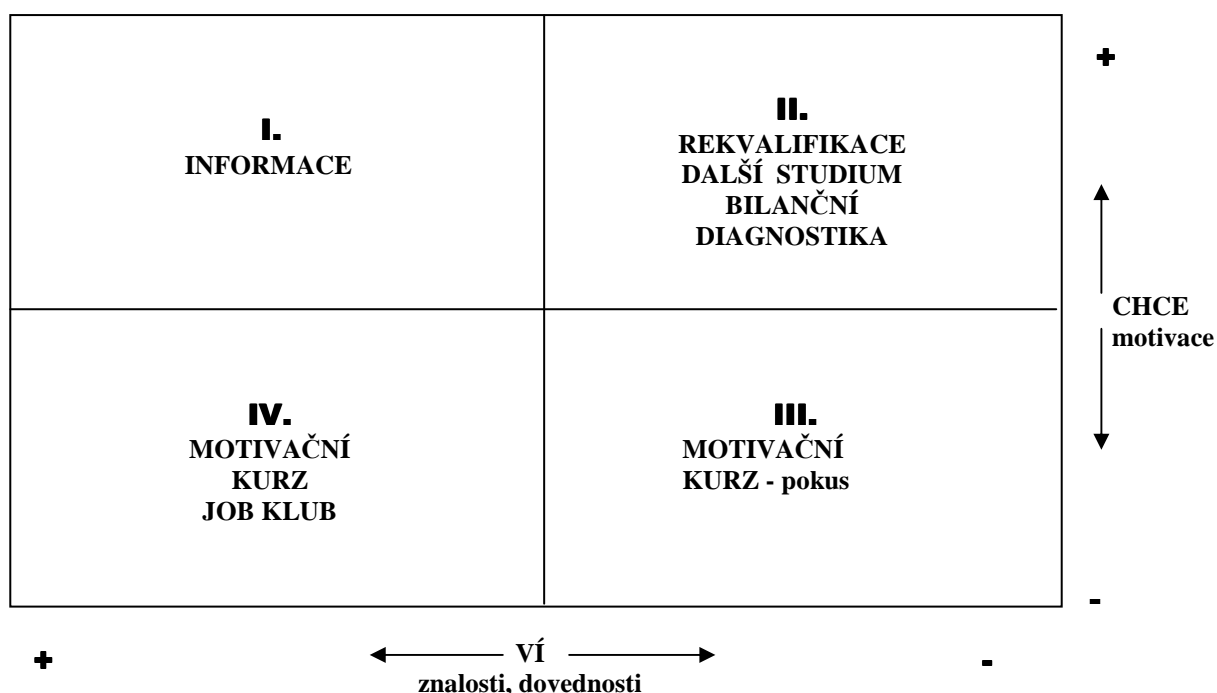 +
I.
INFORMACE
II.
REKVALIFIKACE
DALŠÍ STUDIUM
BILANČNÍ
DIAGNOSTIKA
CHCE
motivace
IV.
MOTIVAČNÍ
KURZ
JOB KLUB
III.
MOTIVAČNÍ
KURZ - pokus
-
+
VÍ
-
znalosti, dovednosti